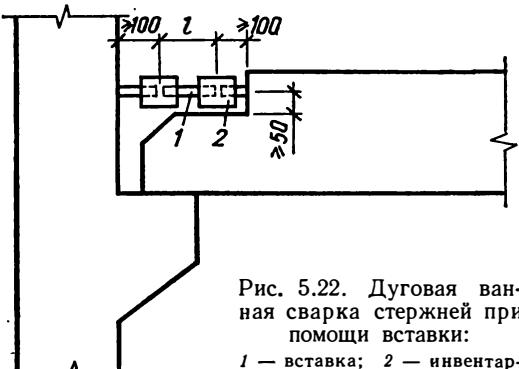 ≥100 l ≥100
1 2
≥50
Рис. 5.22. Дуговая ван-
ная сварка стержней при
помощи вставки:
1 — вставка; 2 — инвентар-